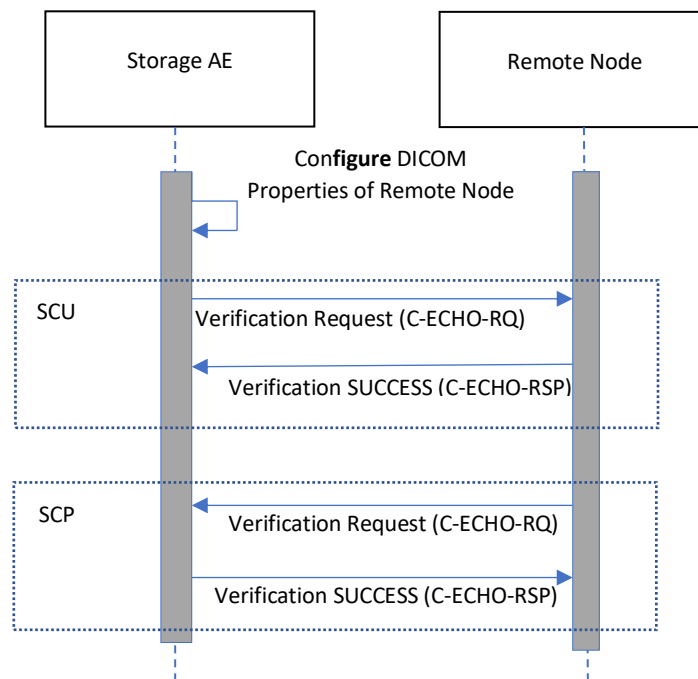 Storage AE
Remote Node
Configure DICOM
Properties of Remote Node
SCU
Verification Request (C-ECHO-RQ)
Verification SUCCESS (C-ECHO-RSP)
SCP
Verification Request (C-ECHO-RQ)
Verification SUCCESS (C-ECHO-RSP)